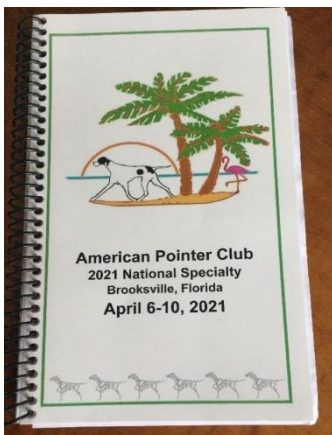 American Pointer Club
2021 National Specialty
Brooksville, Florida
April 6-10, 2021